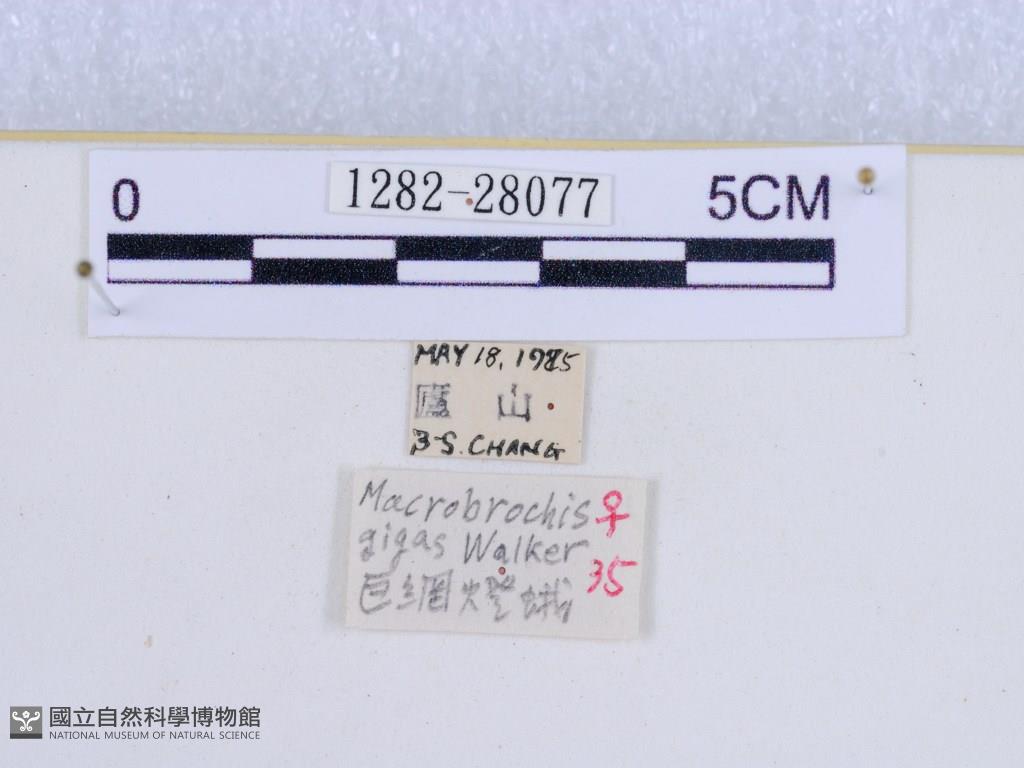 0 1282-28077 5CM
MAY 18, 1985
廬 山
B-S. CHANG
Macrobrochis ♀
gigas Walker
35
巨網燈蛾
國立自然科學博物館
NATIONAL MUSEUM OF NATURAL SCIENCE